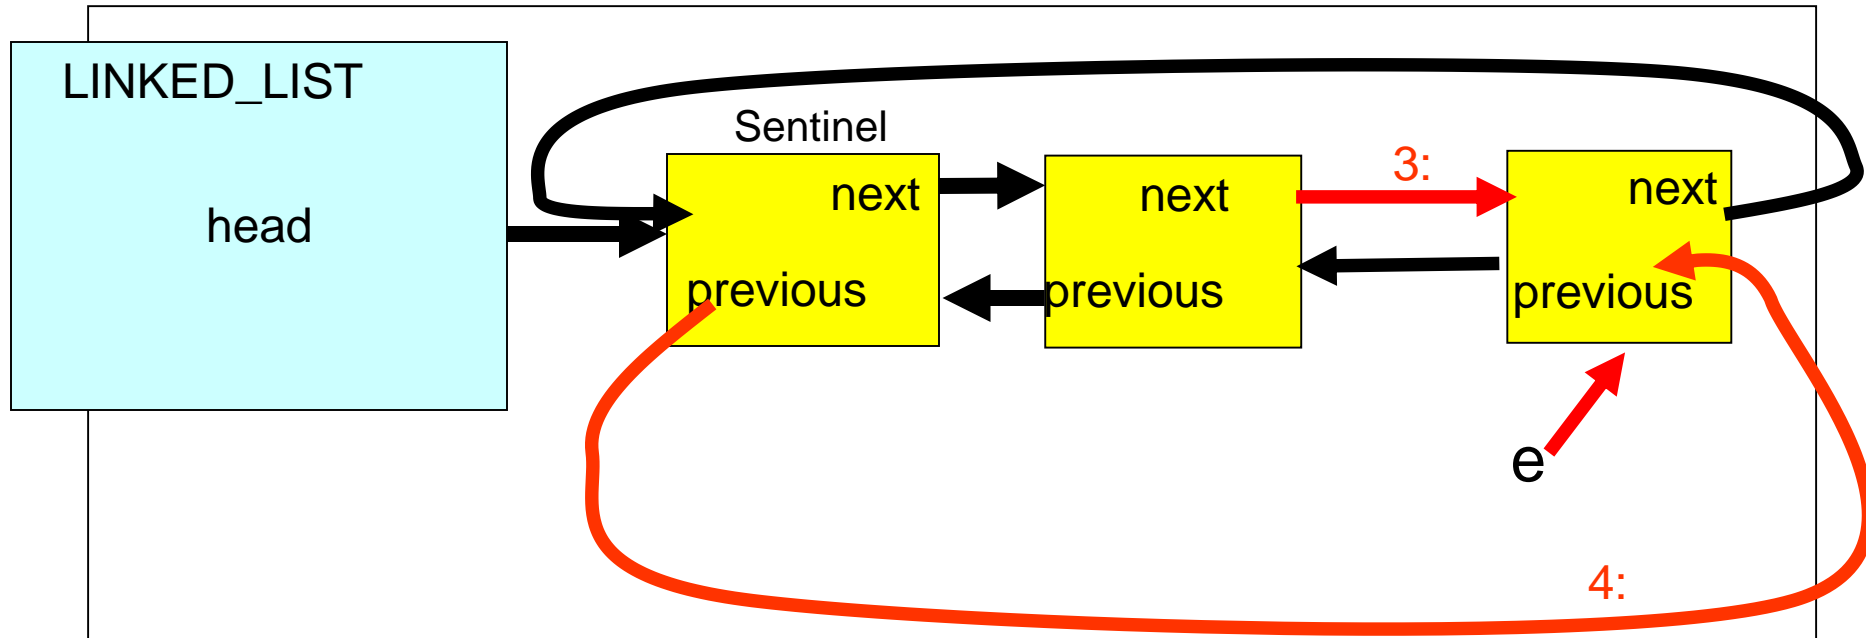 LINKED_LIST
head
Sentinel
next
previous
next
previous
3:
next
previous
e
4: